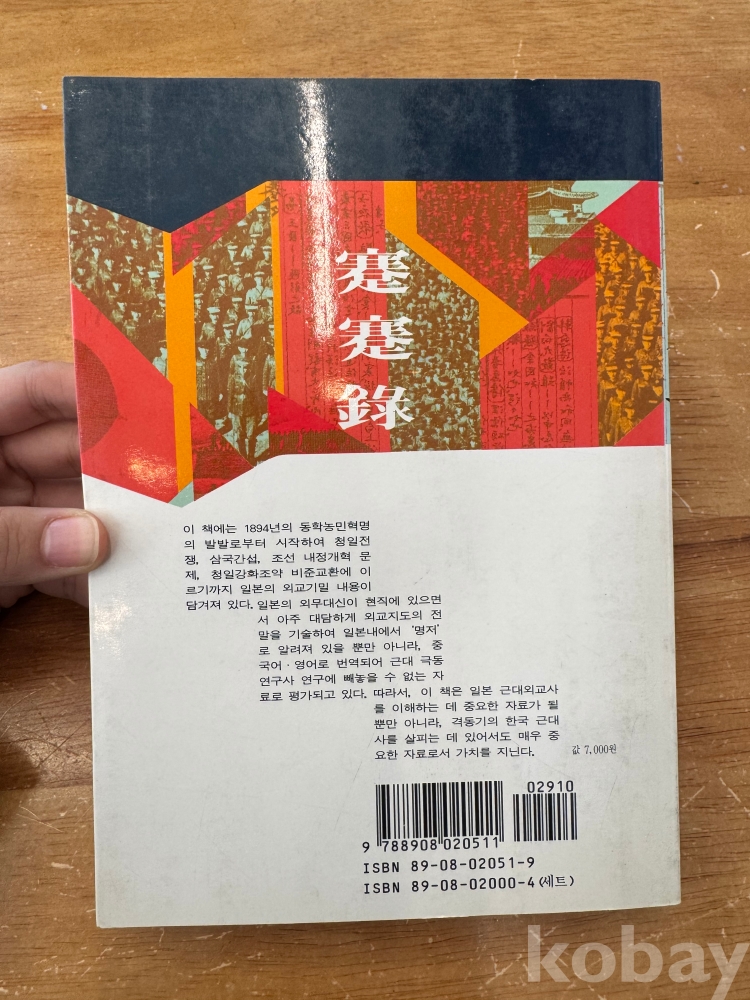 蹇
蹇
錄
이 책에는 1894년의 동학농민혁명
의 발발로부터 시작하여 청일전
쟁, 삼국간섭, 조선 내정개혁 문
제, 청일강화조약 비준교환에 이
르기까지 일본의 외교기밀 내용이
담겨져 있다. 일본의 외무대신이 현직에 있으면
서 아주 대담하게 외교지도의 전
말을 기술하여 일본내에서 ‘명저’
로 알려져 있을 뿐만 아니라, 중
국어·영어로 번역되어 근대 극동
연구사 연구에 빼놓을 수 없는 자
료로 평가되고 있다. 따라서, 이 책은 일본 근대외교사
를 이해하는 데 중요한 자료가 될
뿐만 아니라, 격동기의 한국 근대
사를 살피는 데 있어서도 매우 중
요한 자료로서 가치를 지닌다.
값 7,000원
02910
9 788908 020511
ISBN 89-08-02051-9
ISBN 89-08-02000-4 (세트)
kobay